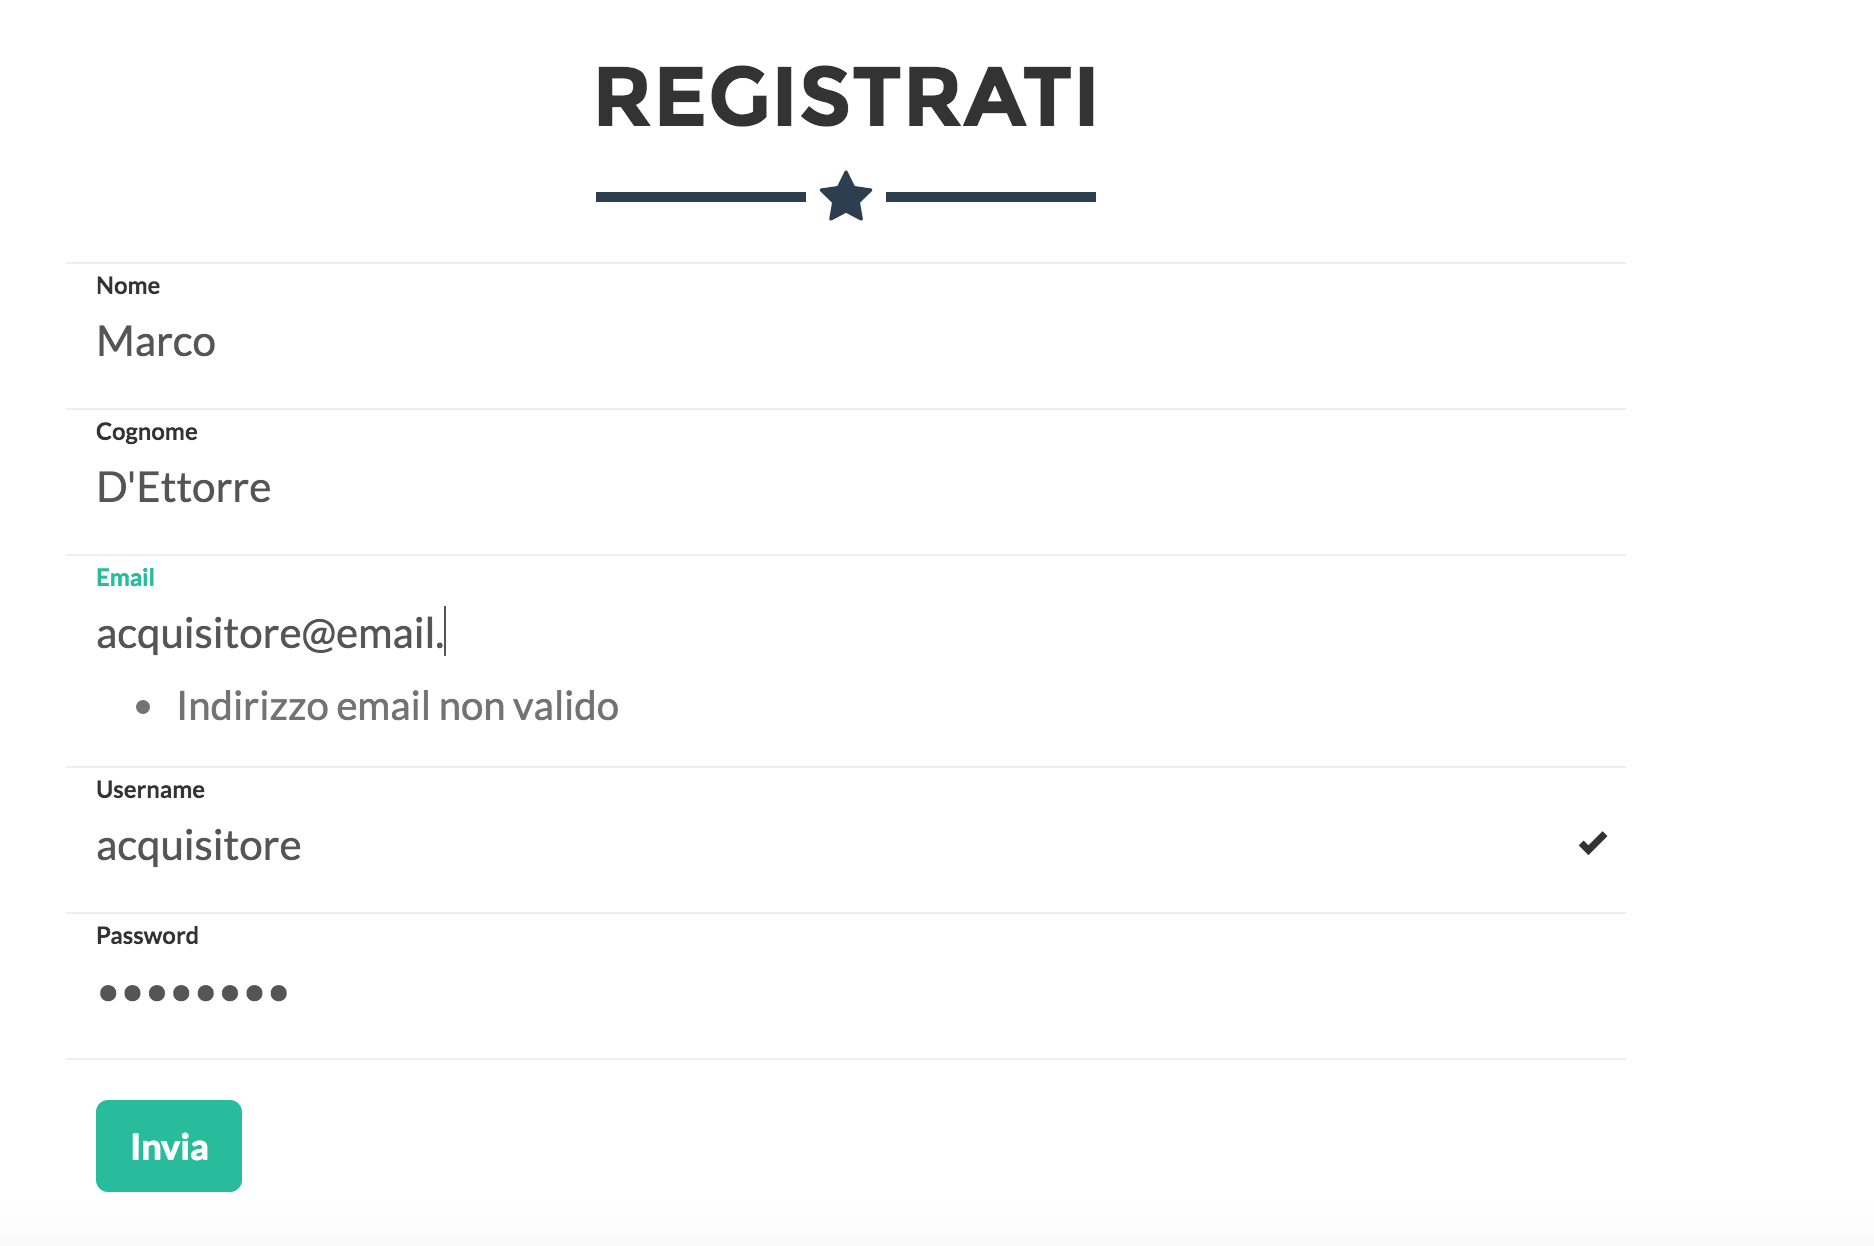 REGISTRATI
Nome
Marco
Cognome
D'Ettorre
Email
acquisitore@email.
• Indirizzo email non valido
Username
acquisitore
Password
••••••••
Invia